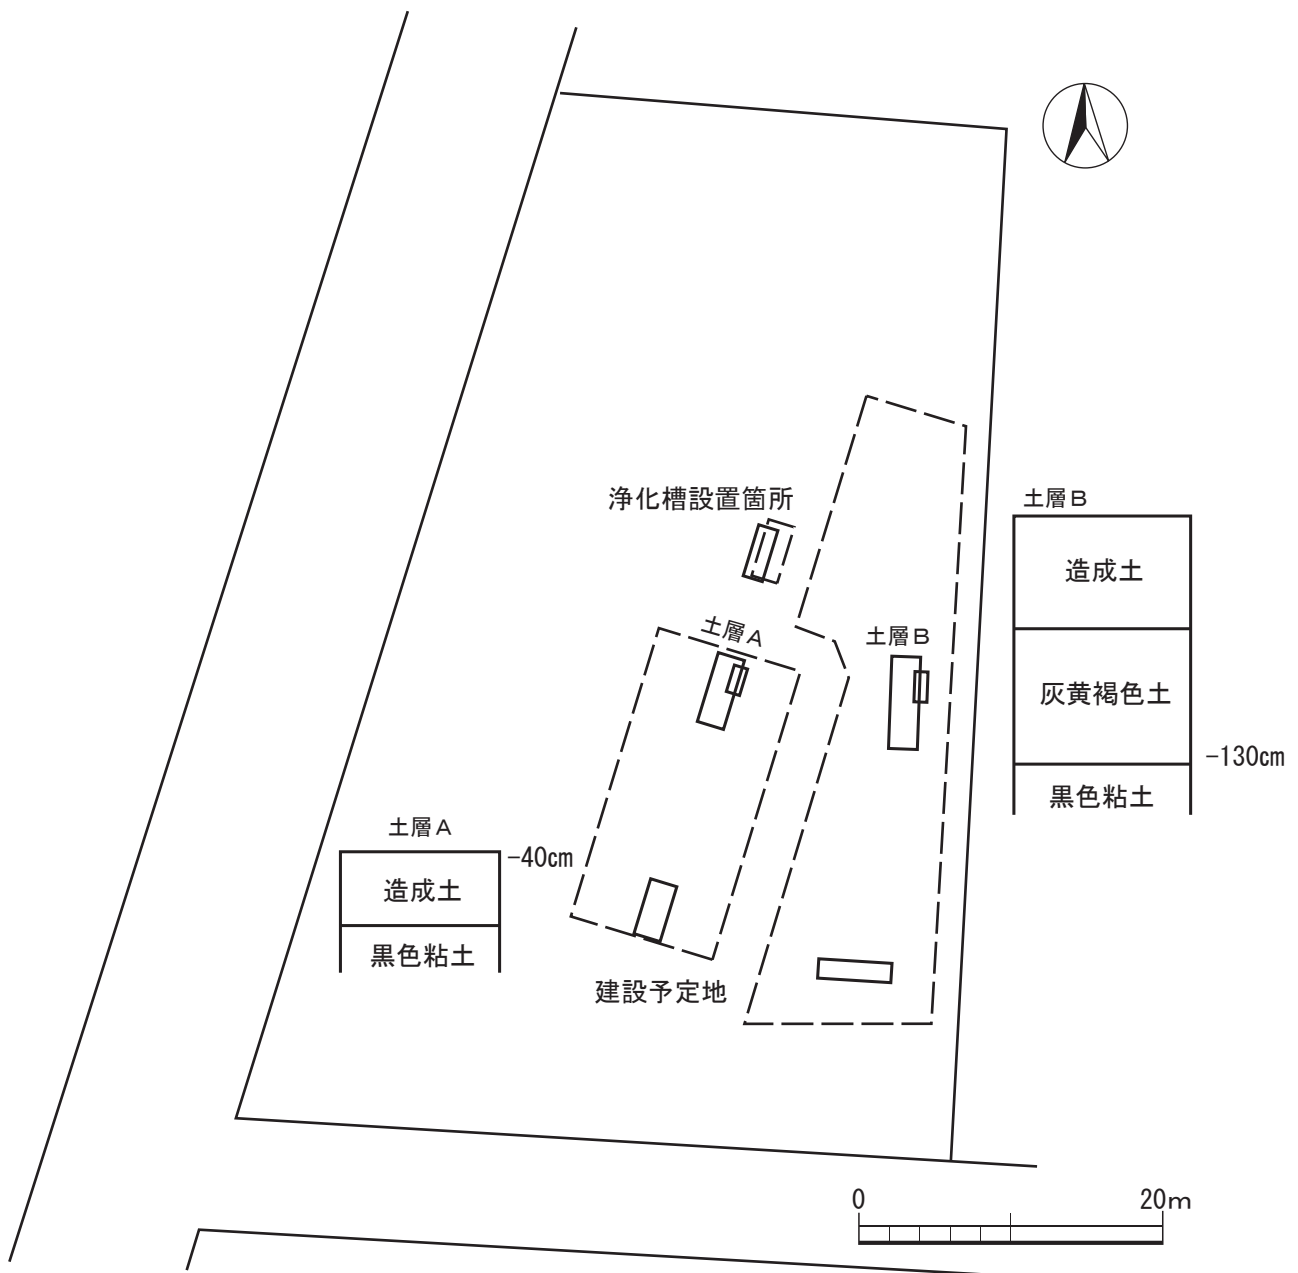 浄化槽設置箇所
土層B
造成土
灰黄褐色土
-130cm
黒色粘土
土層A
土層B
土層A
-40cm
造成土
黒色粘土
建設予定地
0 20m